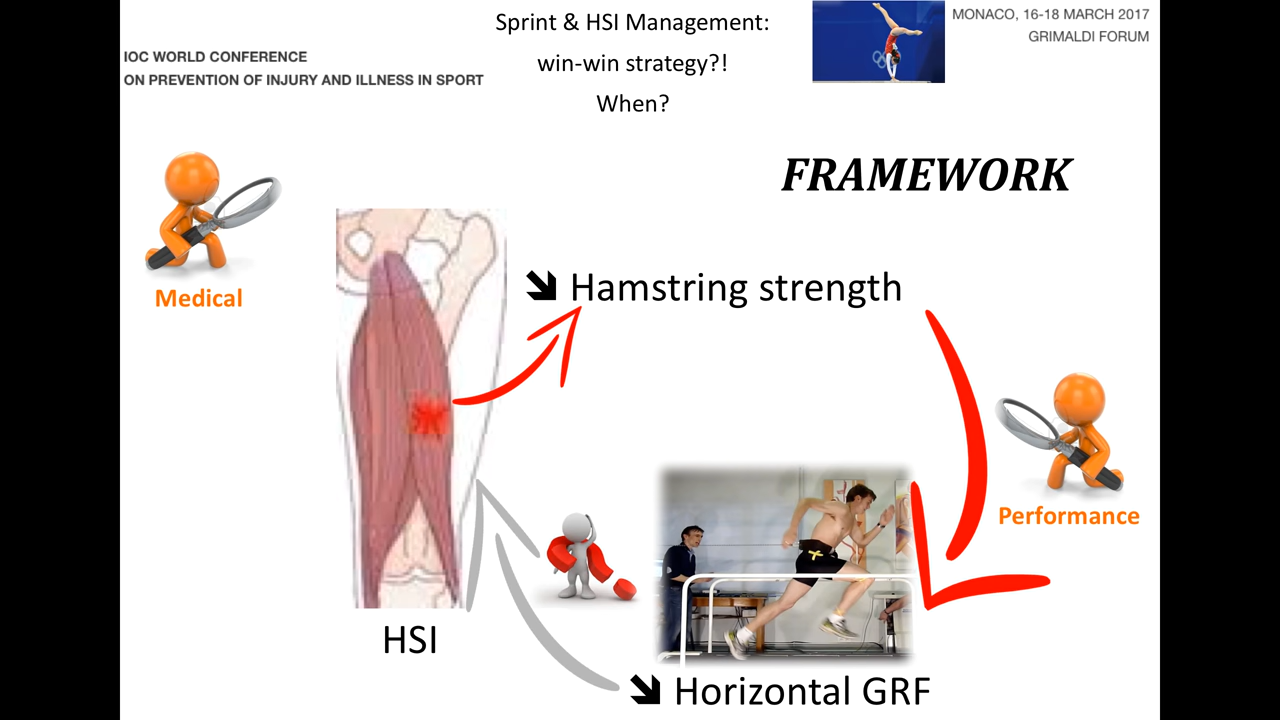 Sprint & HSI Management:
win-win strategy?!
When?
IOC WORLD CONFERENCE
ON PREVENTION OF INJURY AND ILLNESS IN SPORT
MONACO, 16-18 MARCH 2017
GRIMALDI FORUM
FRAMEWORK
Medical
➘ Hamstring strength
Performance
HSI
➘ Horizontal GRF